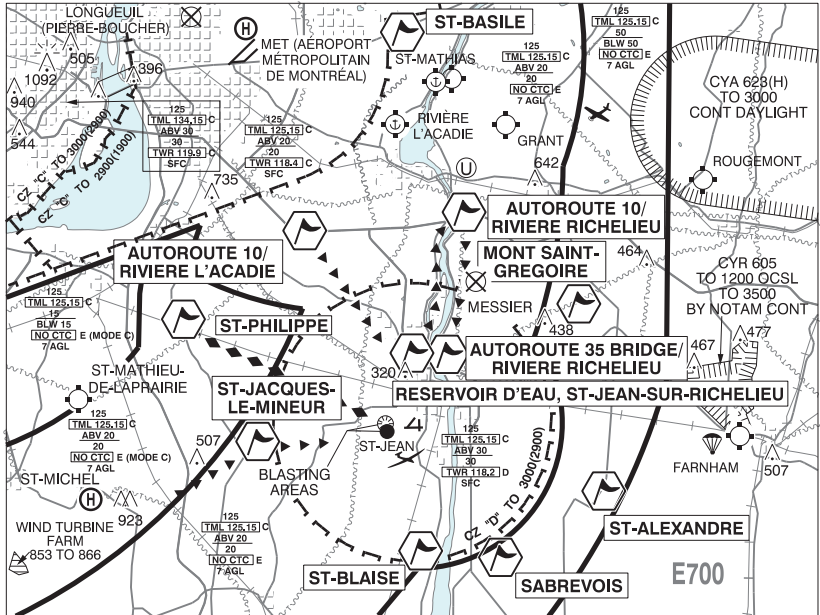 LONGUEUIL
(PIERRE-BOUCHER)
505
1092
396
940
544
H
MET (AÉROPORT
MÉTROPOLITAIN
DE MONTRÉAL)
ST-BASILE
ST-MATHIAS
RIVIÈRE
L'ACADIE
125
TML 125.15 C
ABV 20
20
NO CTC E
7 AGL
125
TML 125.15 C
50
BLW 50
NO CTC E
7 AGL
CYA 623(H)
TO 3000
CONT DAYLIGHT
GRANT
642
ROUGEMONT
125
TML 134.15 C
ABV 30
30
TWR 119.9 C
SFC
125
TML 125.15 C
ABV 20
20
TWR 118.4 C
SFC
CZ "C" TO 3000(2900)
CZ "C" TO 2900(1900)
735
U
AUTOROUTE 10/
RIVIERE RICHELIEU
AUTOROUTE 10/
RIVIERE L'ACADIE
MONT SAINT-
GREGOIRE
464
CYR 605
TO 1200 OCSL
TO 3500
BY NOTAM CONT
MESSIER
438
477
467
125
TML 125.15 C
15
BLW 15
NO CTC E (MODE C)
7 AGL
ST-PHILIPPE
AUTOROUTE 35 BRIDGE/
RIVIERE RICHELIEU
320
ST-MATHIEU-
DE-LAPRAIRIE
ST-JACQUES-
LE-MINEUR
RESERVOIR D'EAU, ST-JEAN-SUR-RICHELIEU
125
TML 125.15 C
ABV 20
20
NO CTC E (MODE C)
7 AGL
507
ST-JEAN
BLASTING
AREAS
125
TML 125.15 C
ABV 30
30
TWR 118.2 D
SFC
FARNHAM
507
ST-MICHEL
H
923
WIND TURBINE
FARM
853 TO 866
125
TML 125.15 C
ABV 20
20
NO CTC E
7 AGL
CZ "D" TO 3000(2900)
ST-ALEXANDRE
ST-BLAISE
SABREVOIS
E700